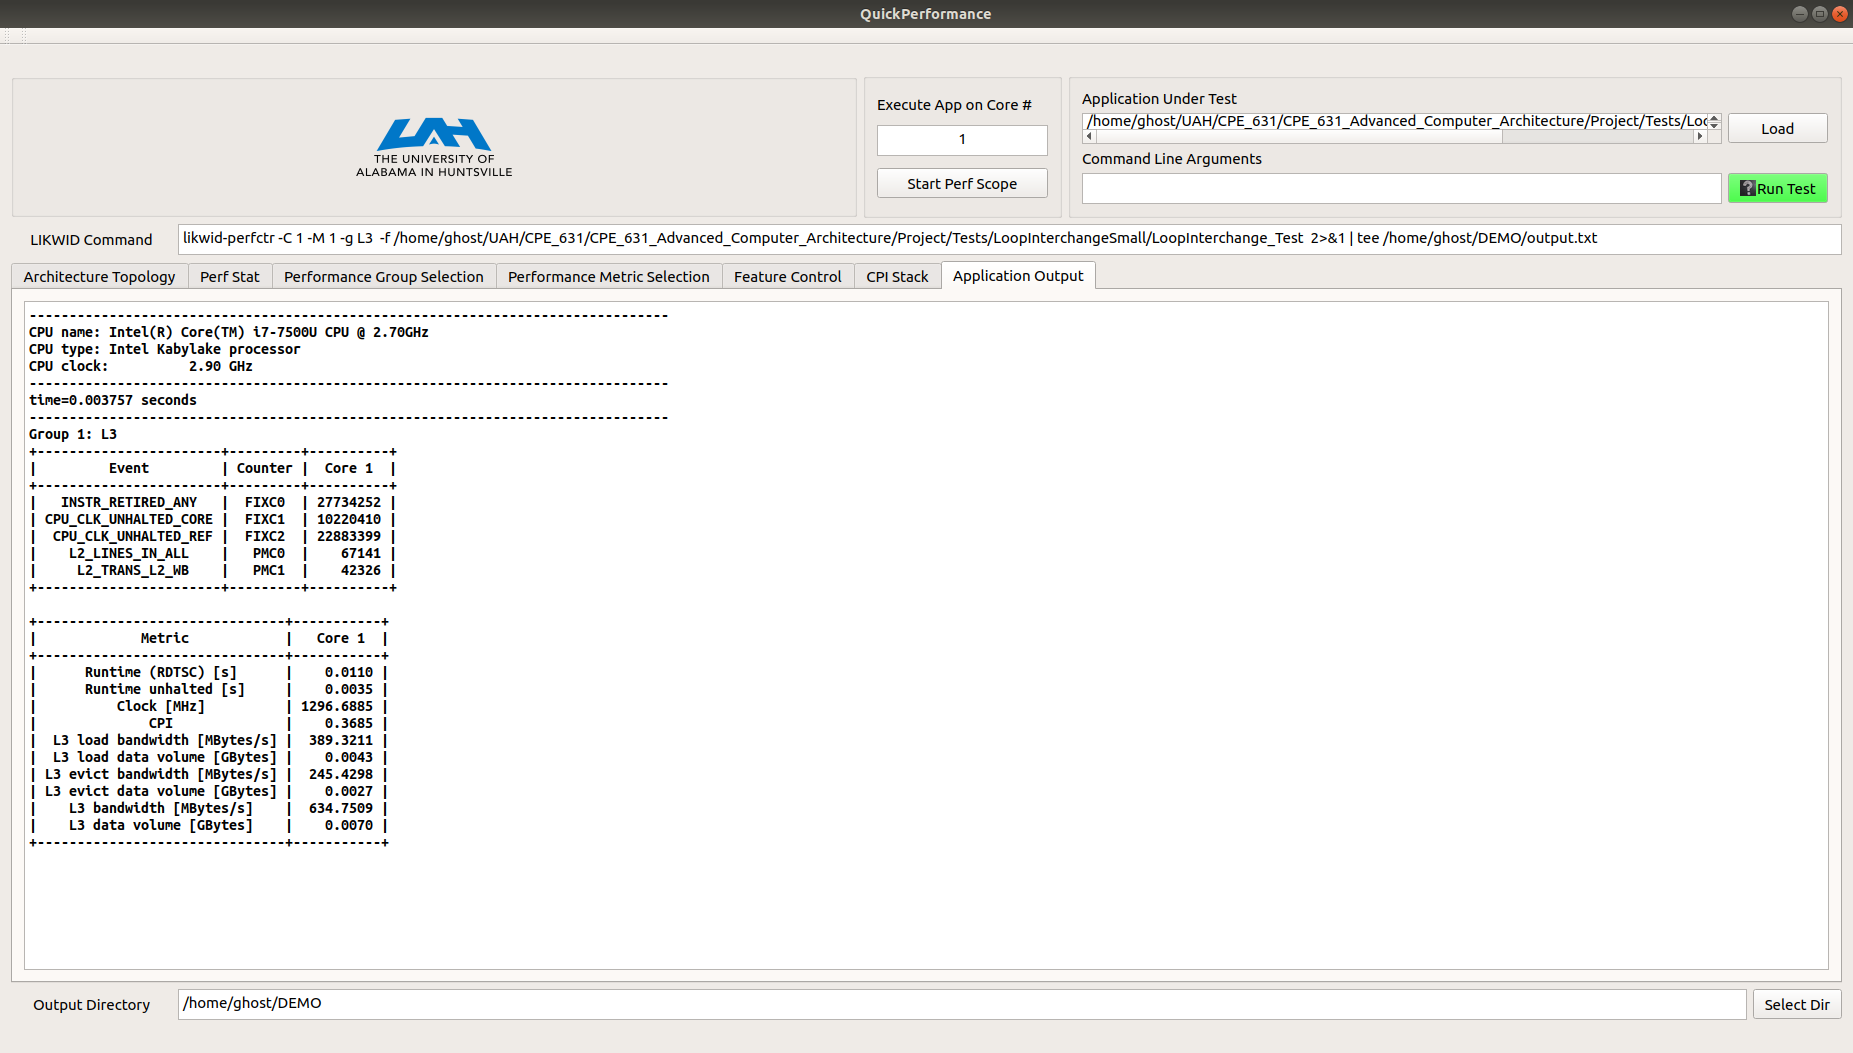 QuickPerformance
THE UNIVERSITY OF
ALABAMA IN HUNTSVILLE
Execute App on Core #
1
Start Perf Scope
Application Under Test
/home/ghost/UAH/CPE_631/CPE_631_Advanced_Computer_Architecture/Project/Tests/Loo
Load
Command Line Arguments
Run Test
LIKWID Command
likwid-perfctr -C 1 -M 1 -g L3  -f /home/ghost/UAH/CPE_631/CPE_631_Advanced_Computer_Architecture/Project/Tests/LoopInterchangeSmall/LoopInterchange_Test  2>&1 | tee /home/ghost/DEMO/output.txt
Architecture Topology Perf Stat Performance Group Selection Performance Metric Selection Feature Control CPI Stack Application Output
--------------------------------------------------------------------------------
CPU name: Intel(R) Core(TM) i7-7500U CPU @ 2.70GHz
CPU type: Intel Kabylake processor
CPU clock:          2.90 GHz
--------------------------------------------------------------------------------
time=0.003757 seconds
--------------------------------------------------------------------------------
Group 1: L3
+-----------------------+---------+----------+
|         Event         | Counter |  Core 1  |
+-----------------------+---------+----------+
|   INSTR_RETIRED_ANY   |  FIXC0  | 27734252 |
| CPU_CLK_UNHALTED_CORE |  FIXC1  | 10220410 |
|  CPU_CLK_UNHALTED_REF |  FIXC2  | 22883399 |
|    L2_LINES_IN_ALL    |   PMC0  |    67141 |
|     L2_TRANS_L2_WB    |   PMC1  |    42326 |
+-----------------------+---------+----------+
+-------------------------------+-----------+
|             Metric            |   Core 1  |
+-------------------------------+-----------+
|      Runtime (RDTSC) [s]      |    0.0110 |
|      Runtime unhalted [s]     |    0.0035 |
|          Clock [MHz]          | 1296.6885 |
|              CPI              |    0.3685 |
|  L3 load bandwidth [MBytes/s] |  389.3211 |
|  L3 load data volume [GBytes] |    0.0043 |
| L3 evict bandwidth [MBytes/s] |  245.4298 |
| L3 evict data volume [GBytes] |    0.0027 |
|    L3 bandwidth [MBytes/s]    |  634.7509 |
|    L3 data volume [GBytes]    |    0.0070 |
+-------------------------------+-----------+
Output Directory
/home/ghost/DEMO
Select Dir